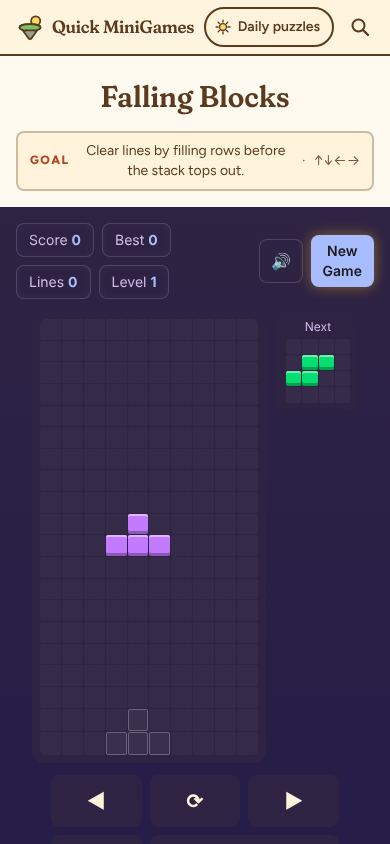 Quick MiniGames
Daily puzzles
Falling Blocks
GOAL
Clear lines by filling rows before
the stack tops out.
· ↑↓←→
Score 0
Best 0
Lines 0
Level 1
New
Game
Next